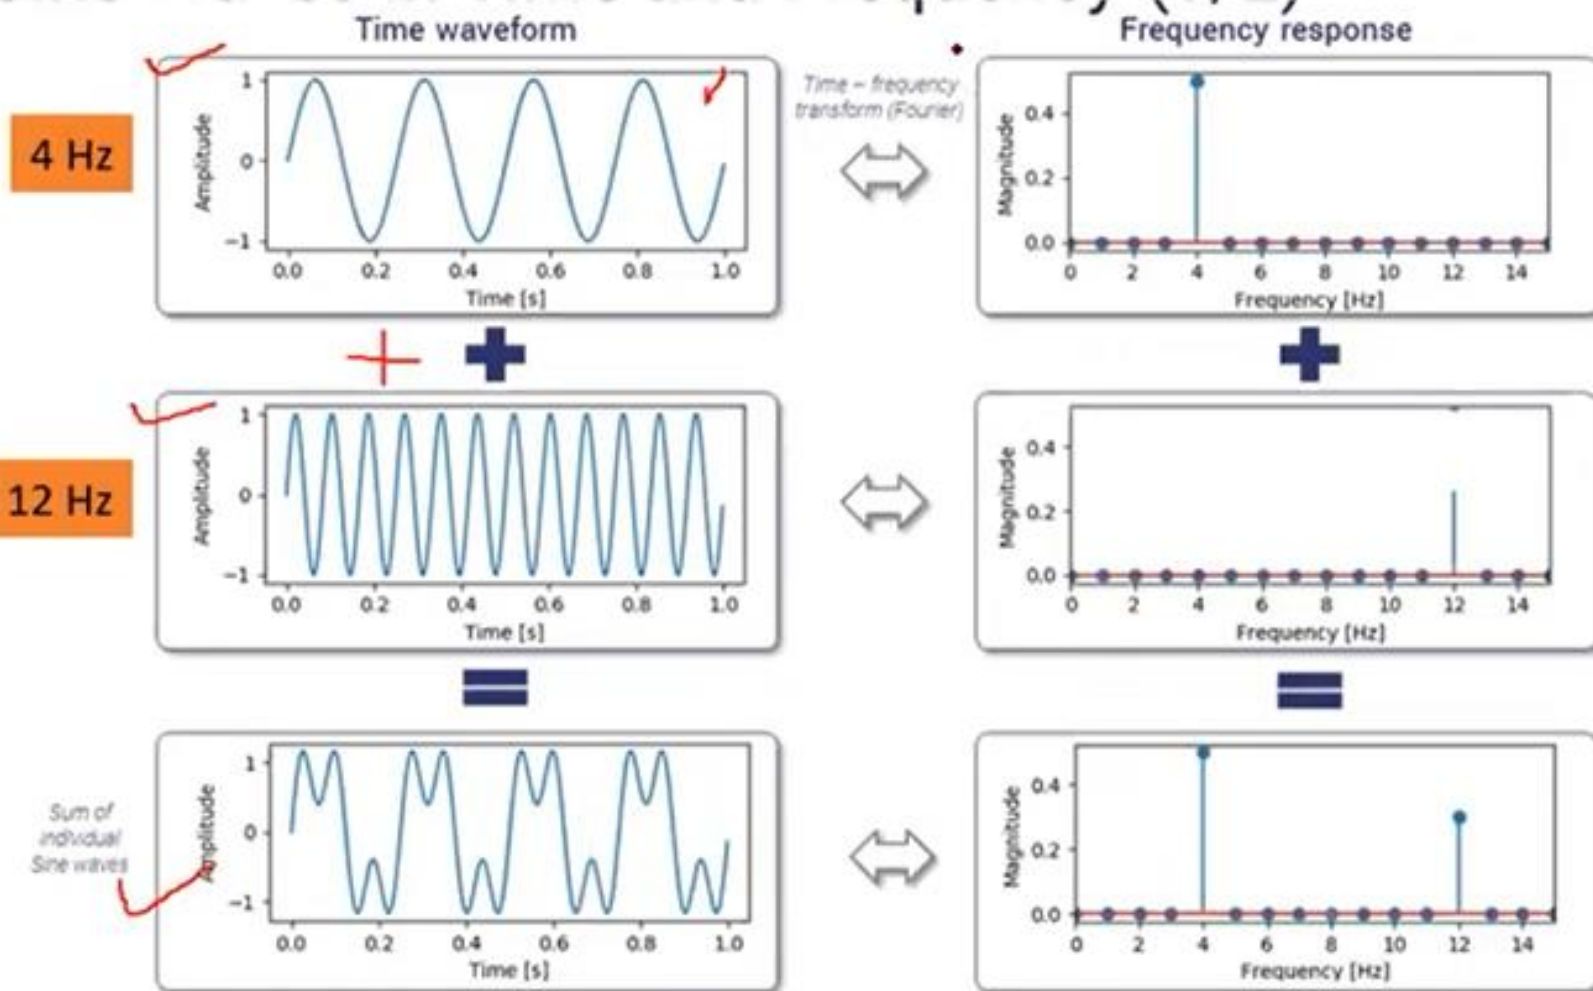 Time and Frequency
Time waveform
Frequency response
4 Hz
Amplitude
1
0
−1
0.0 0.2 0.4 0.6 0.8 1.0
Time [s]
Time – frequency
transform (Fourier)
Magnitude
0.4
0.2
0.0
0 2 4 6 8 10 12 14
Frequency [Hz]
12 Hz
Amplitude
1
0
−1
0.0 0.2 0.4 0.6 0.8 1.0
Time [s]
Magnitude
0.4
0.2
0.0
0 2 4 6 8 10 12 14
Frequency [Hz]
Sum of
individual
Sine waves
Amplitude
1
0
−1
0.0 0.2 0.4 0.6 0.8 1.0
Time [s]
Magnitude
0.4
0.2
0.0
0 2 4 6 8 10 12 14
Frequency [Hz]